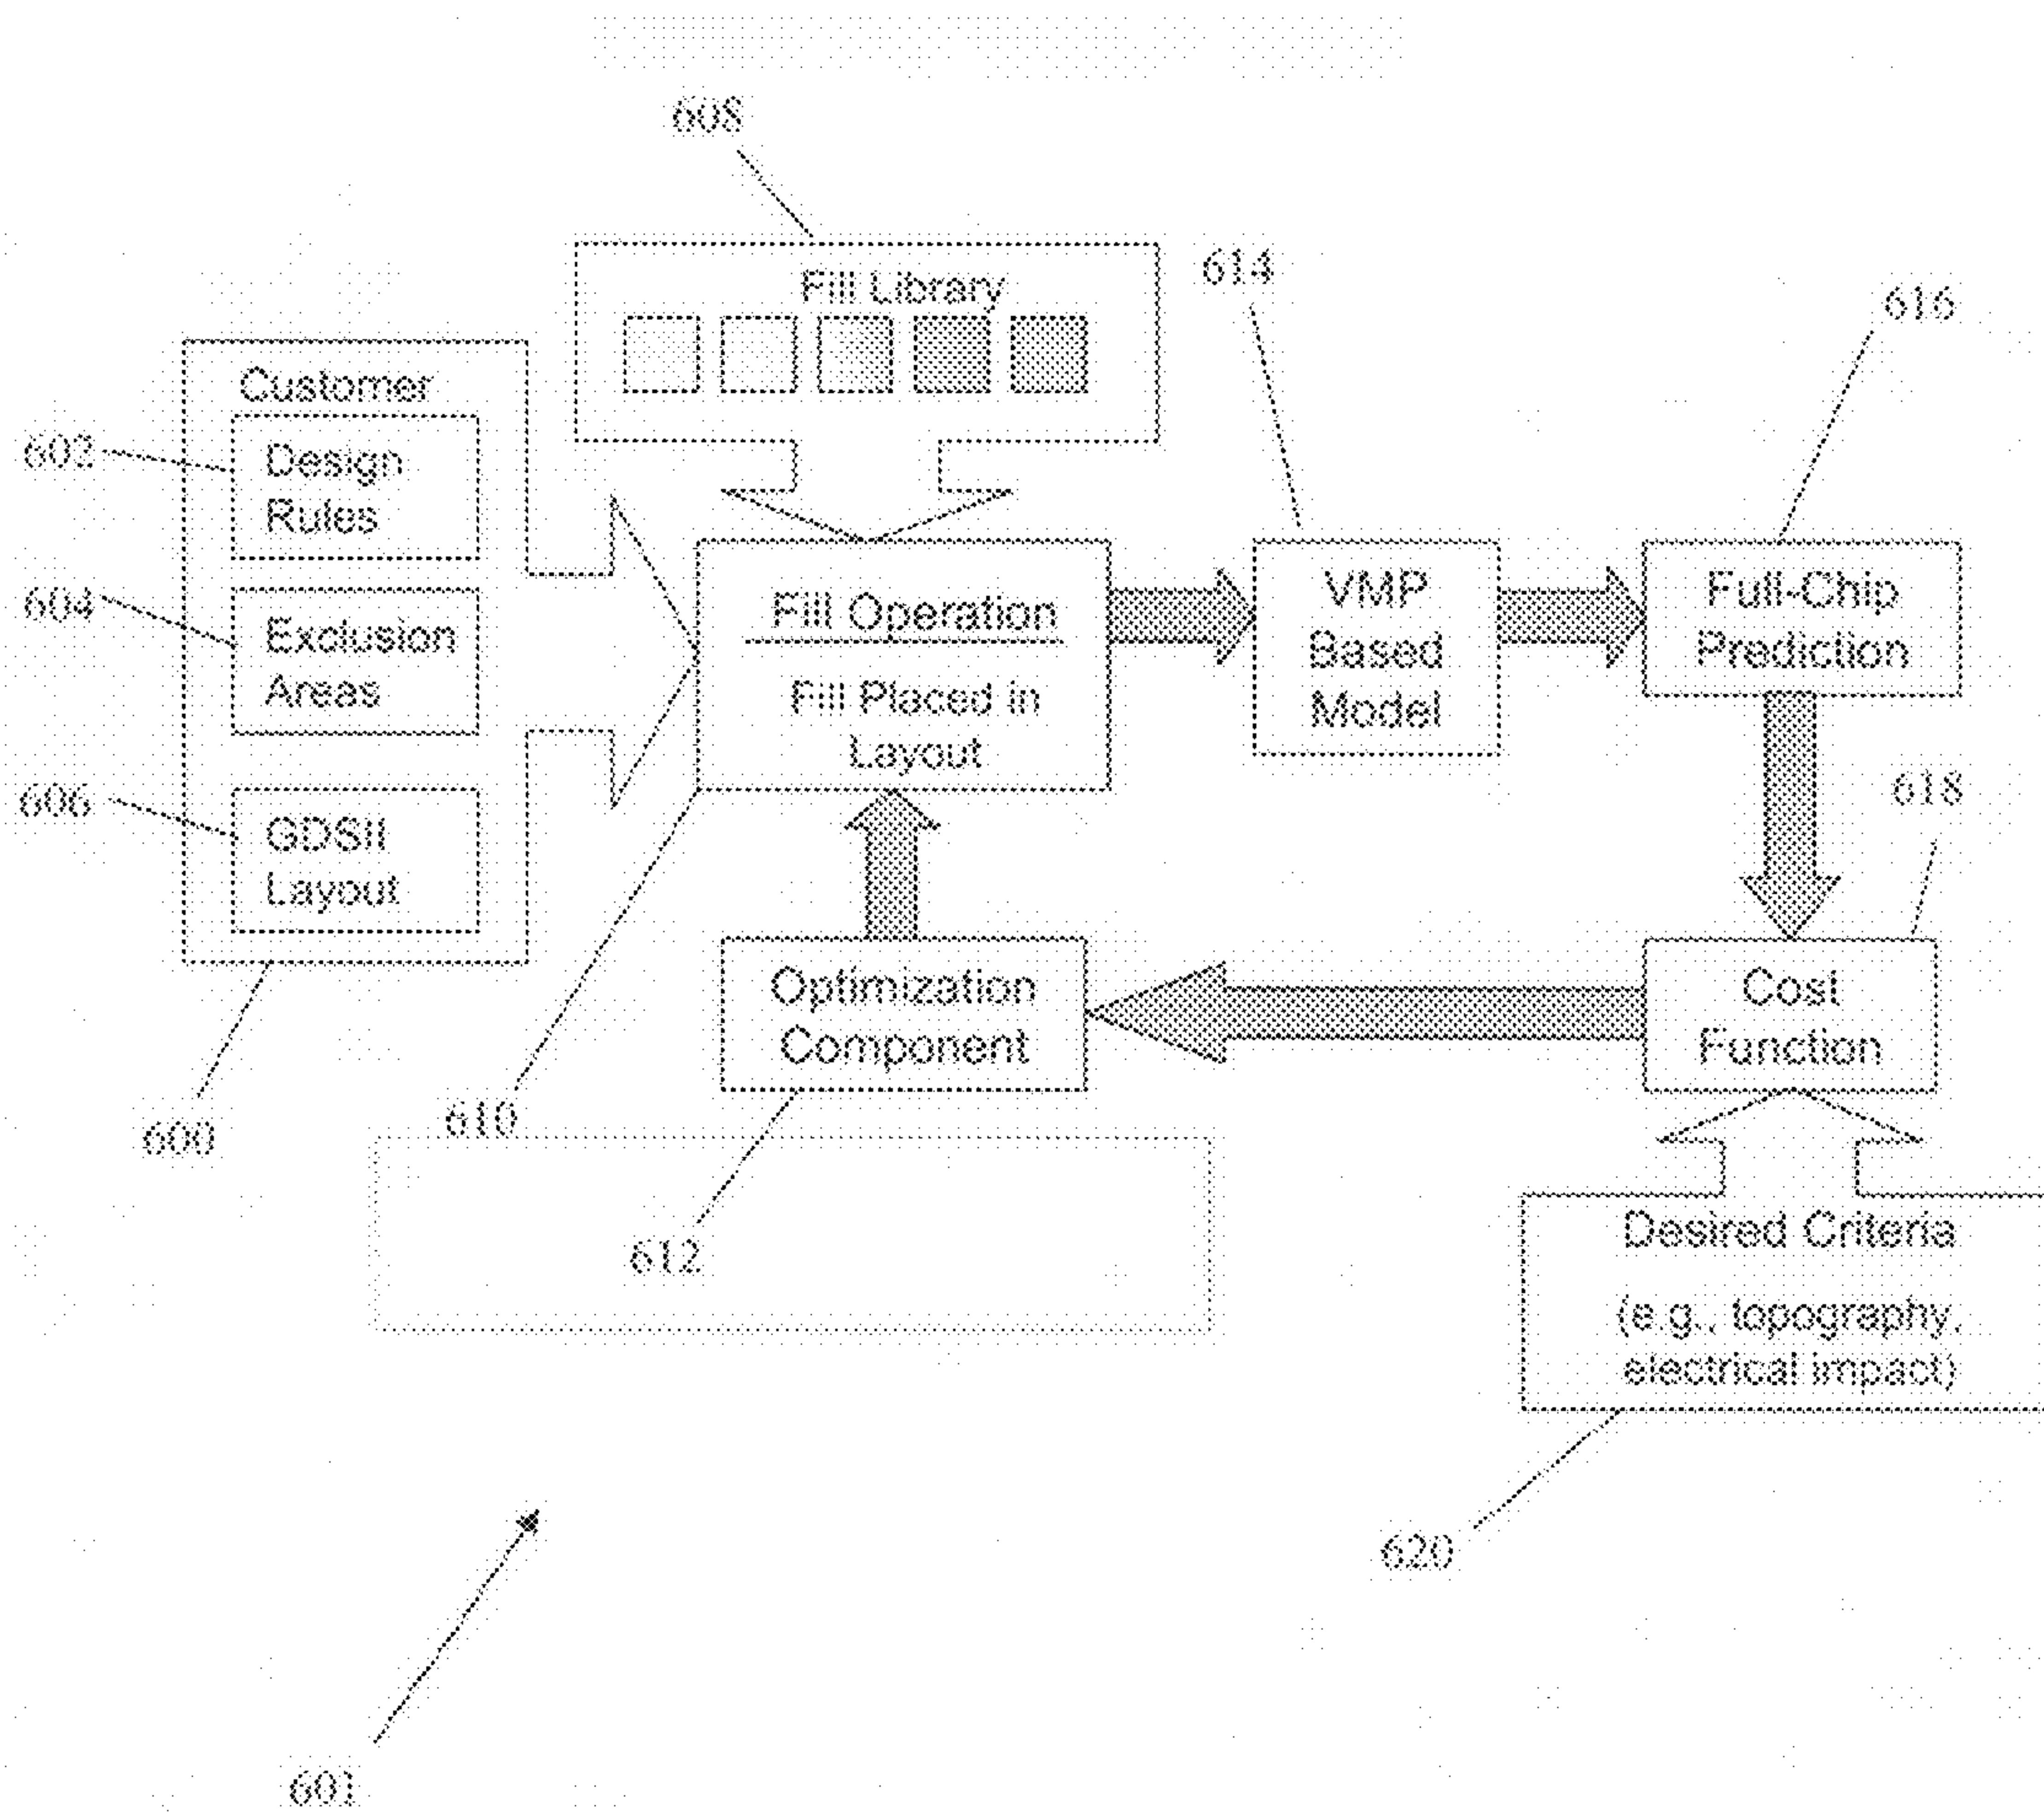 608
Fill Library
614
616
Customer
602
Design
Rules
604
Exclusion
Areas
606
GDSII
Layout
600
Fill Operation
Fill Placed in
Layout
610
VMP
Based
Model
Full-Chip
Prediction
618
Optimization
Component
612
Cost
Function
Desired Criteria
(e.g., topography,
electrical impact)
620
601